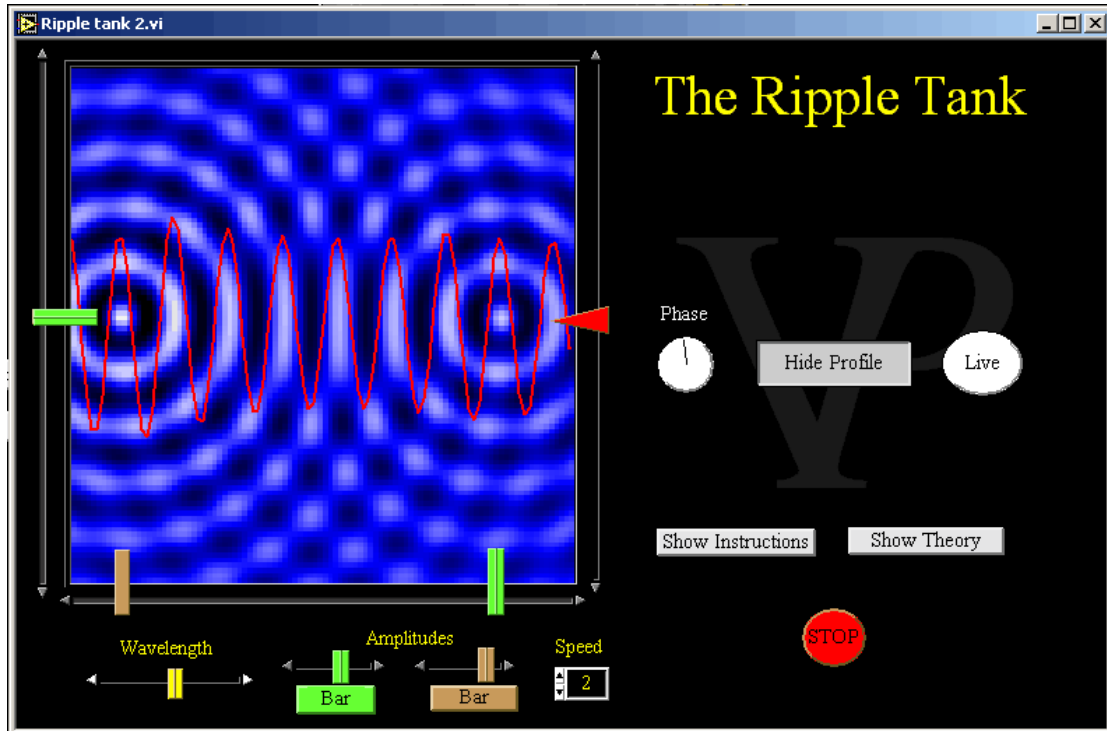 Ripple tank 2.vi
The Ripple Tank
VP
Phase
Hide Profile
Live
Show Instructions
Show Theory
STOP
Wavelength
Amplitudes
Speed
Bar
Bar
2